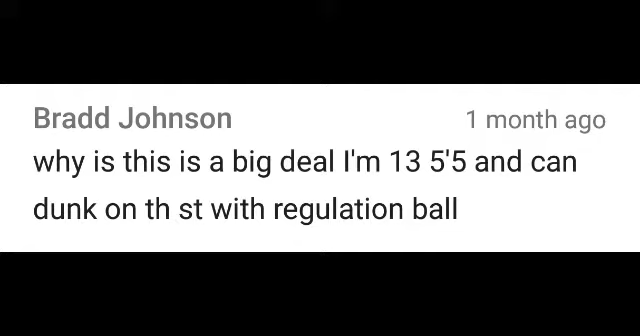 Bradd Johnson 1 month ago
why is this is a big deal I'm 13 5'5 and can
dunk on th st with regulation ball